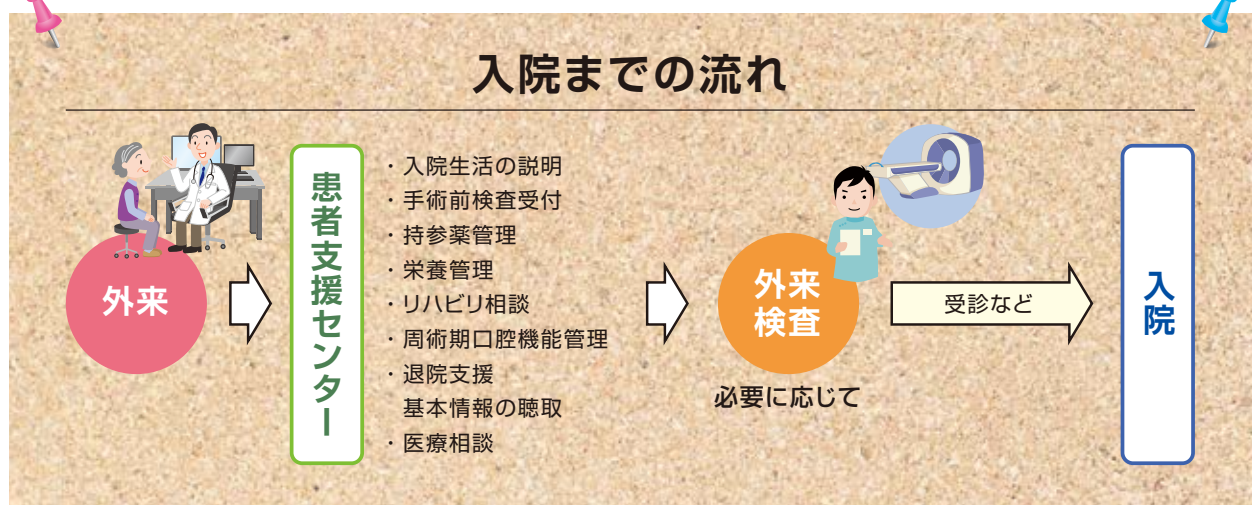 入院までの流れ
外来
患者支援センター
・入院生活の説明
・手術前検査受付
・持参薬管理
・栄養管理
・リハビリ相談
・周術期口腔機能管理
・退院支援
基本情報の聴取
・医療相談
外来
検査
必要に応じて
受診など
入院